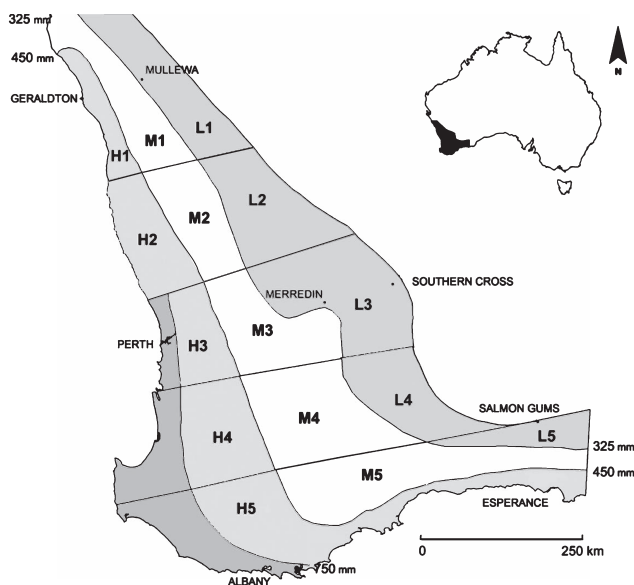 325 mm
450 mm
MULLEWA
GERALDTON
N
M1
L1
H1
L2
M2
H2
SOUTHERN CROSS
MERREDIN
L3
M3
PERTH
H3
L4
SALMON GUMS
M4
H4
L5
325 mm
M5
450 mm
H5
ESPERANCE
0 250 km
750 mm
ALBANY